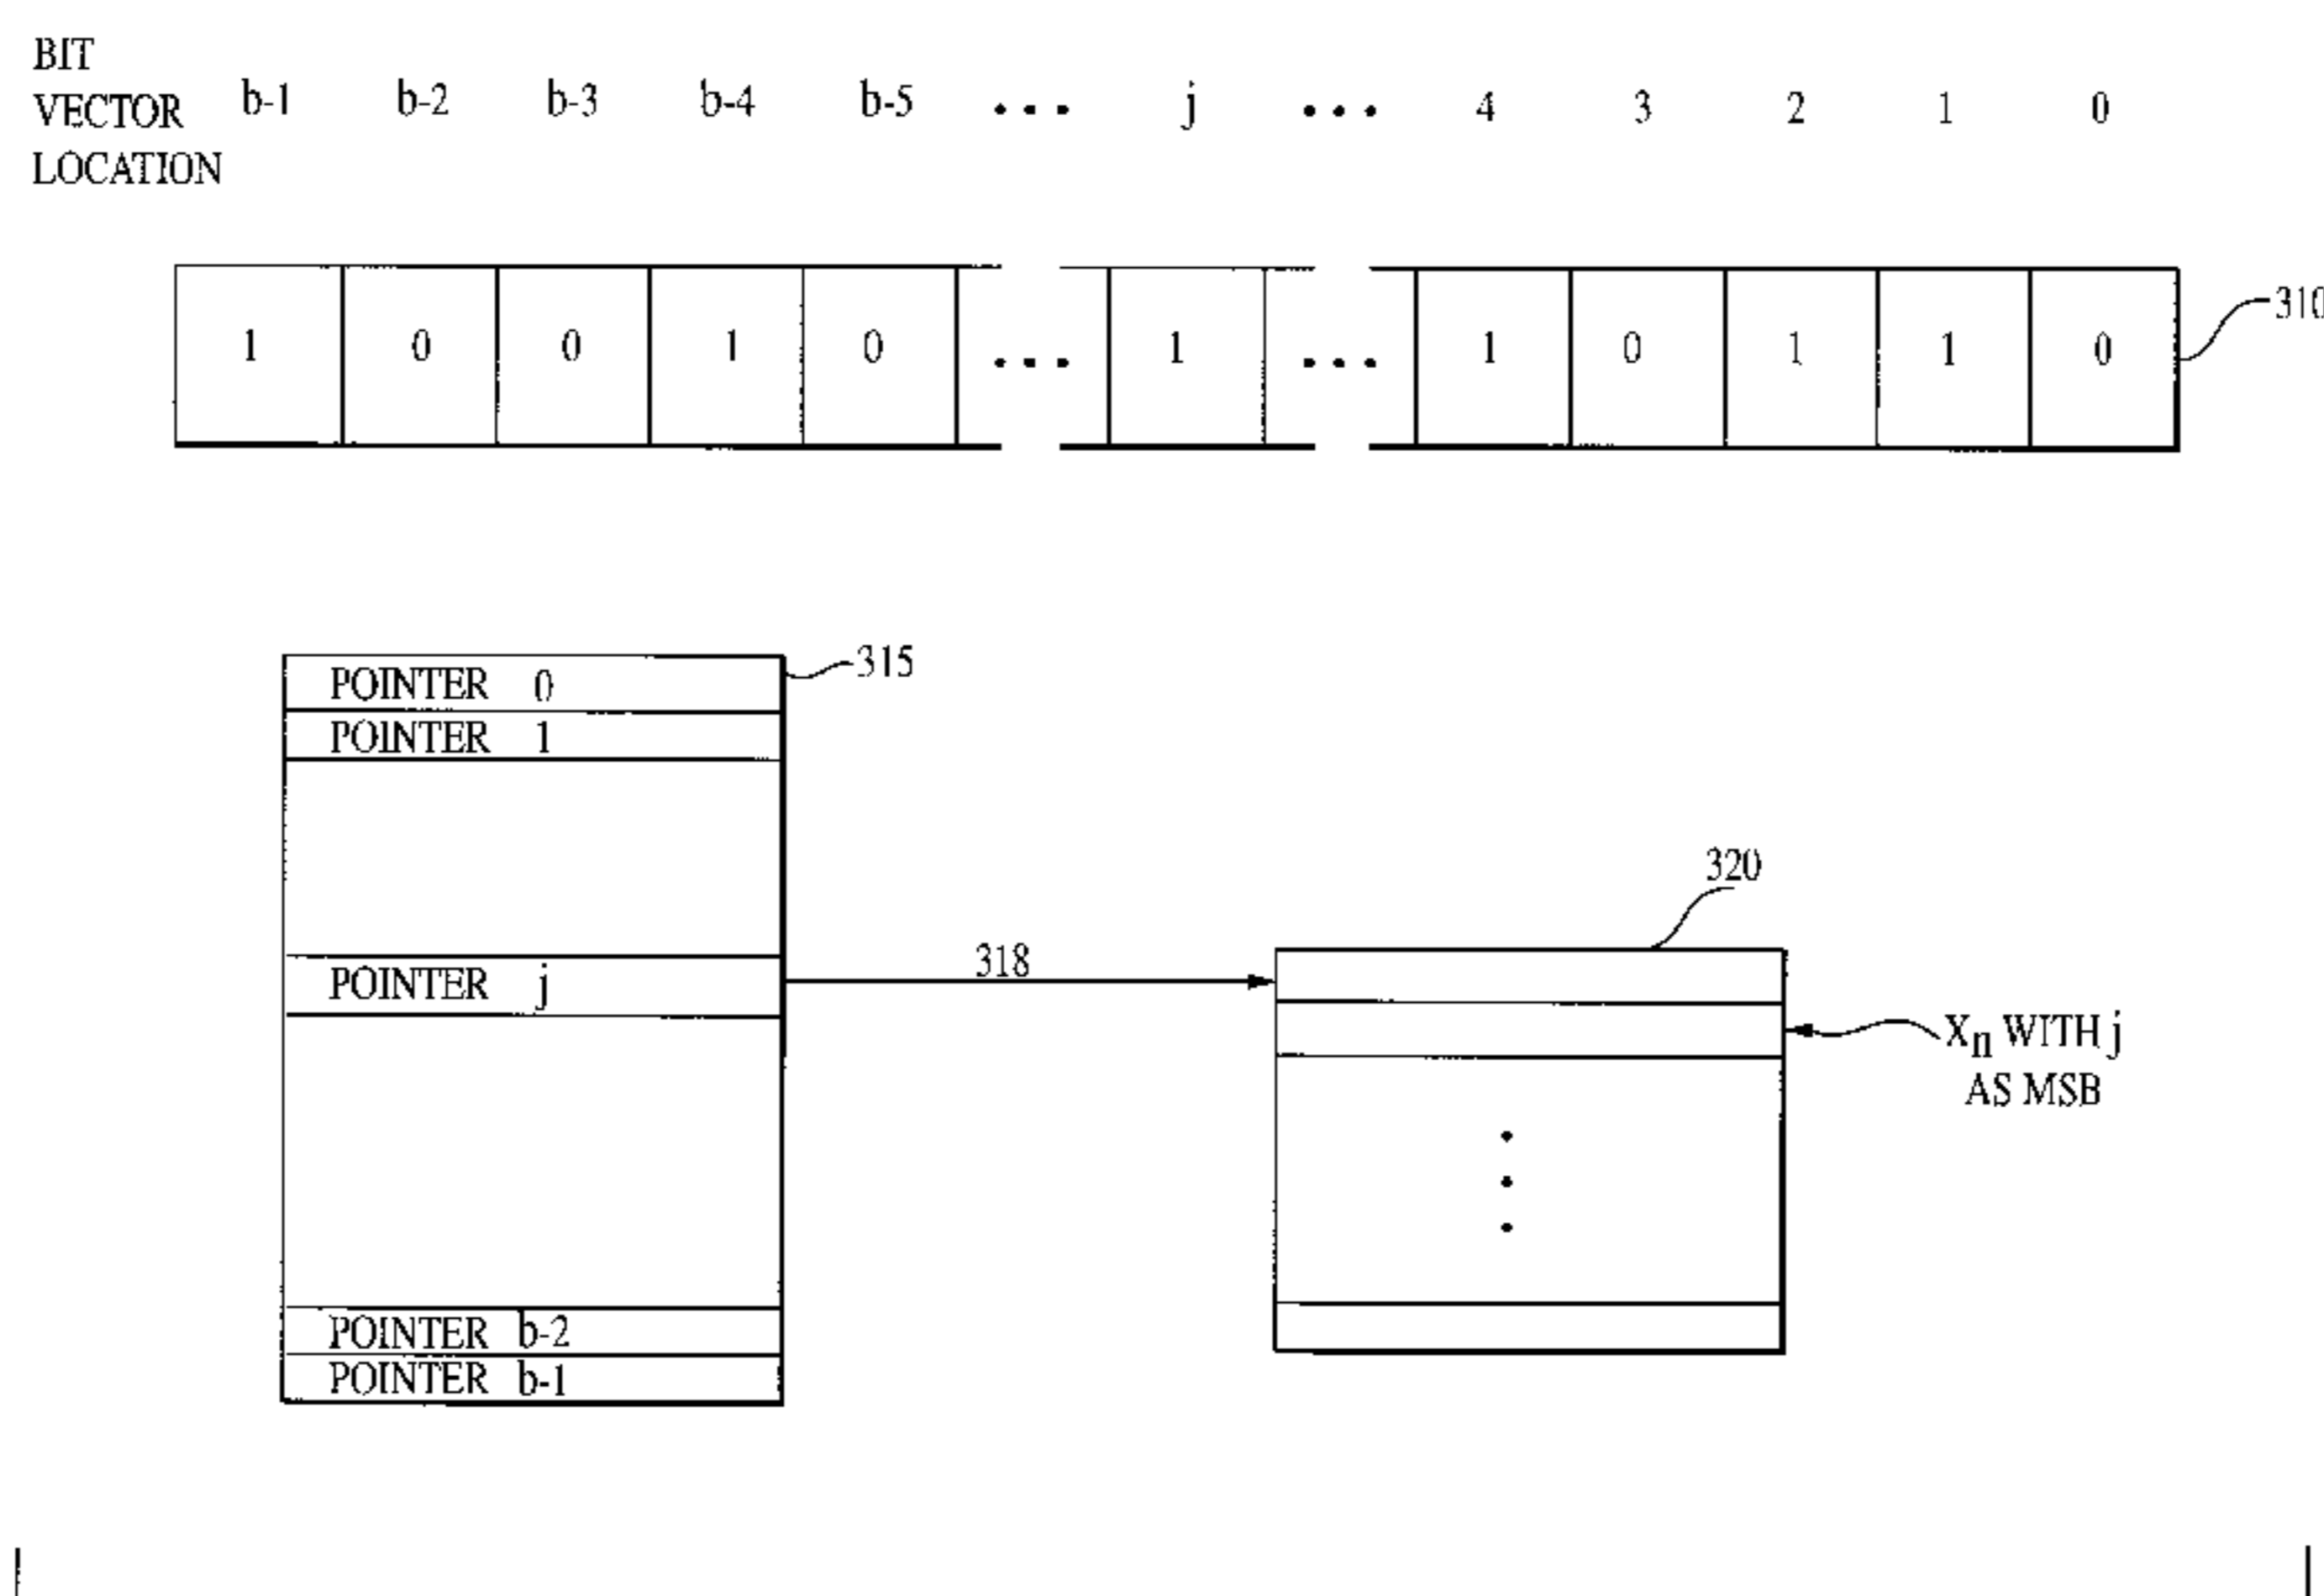 BIT
VECTOR b-1 b-2 b-3 b-4 b-5 ... j ... 4 3 2 1 0
LOCATION
1 0 0 1 0 ... 1 ... 1 0 1 1 0
310
315
POINTER 0
POINTER 1
320
POINTER j
318
Xn WITH j
AS MSB
POINTER b-2
POINTER b-1